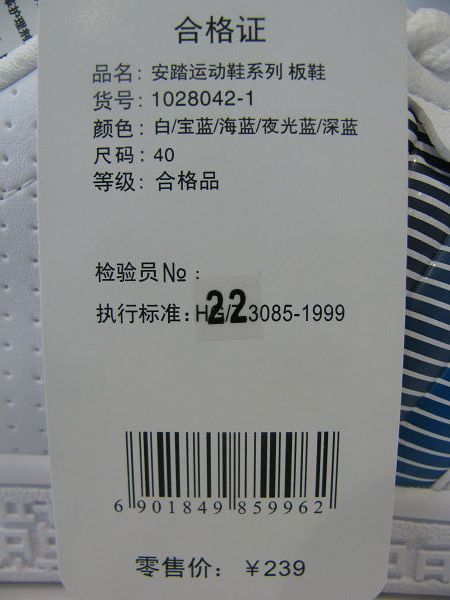 合格证
品名: 安踏运动鞋系列 板鞋
货号: 1028042-1
颜色: 白/宝蓝/海蓝/夜光蓝/深蓝
尺码: 40
等级: 合格品
检验员№ :
22
执行标准: HG/T3085-1999
6 901849 859962
零售价: ¥239